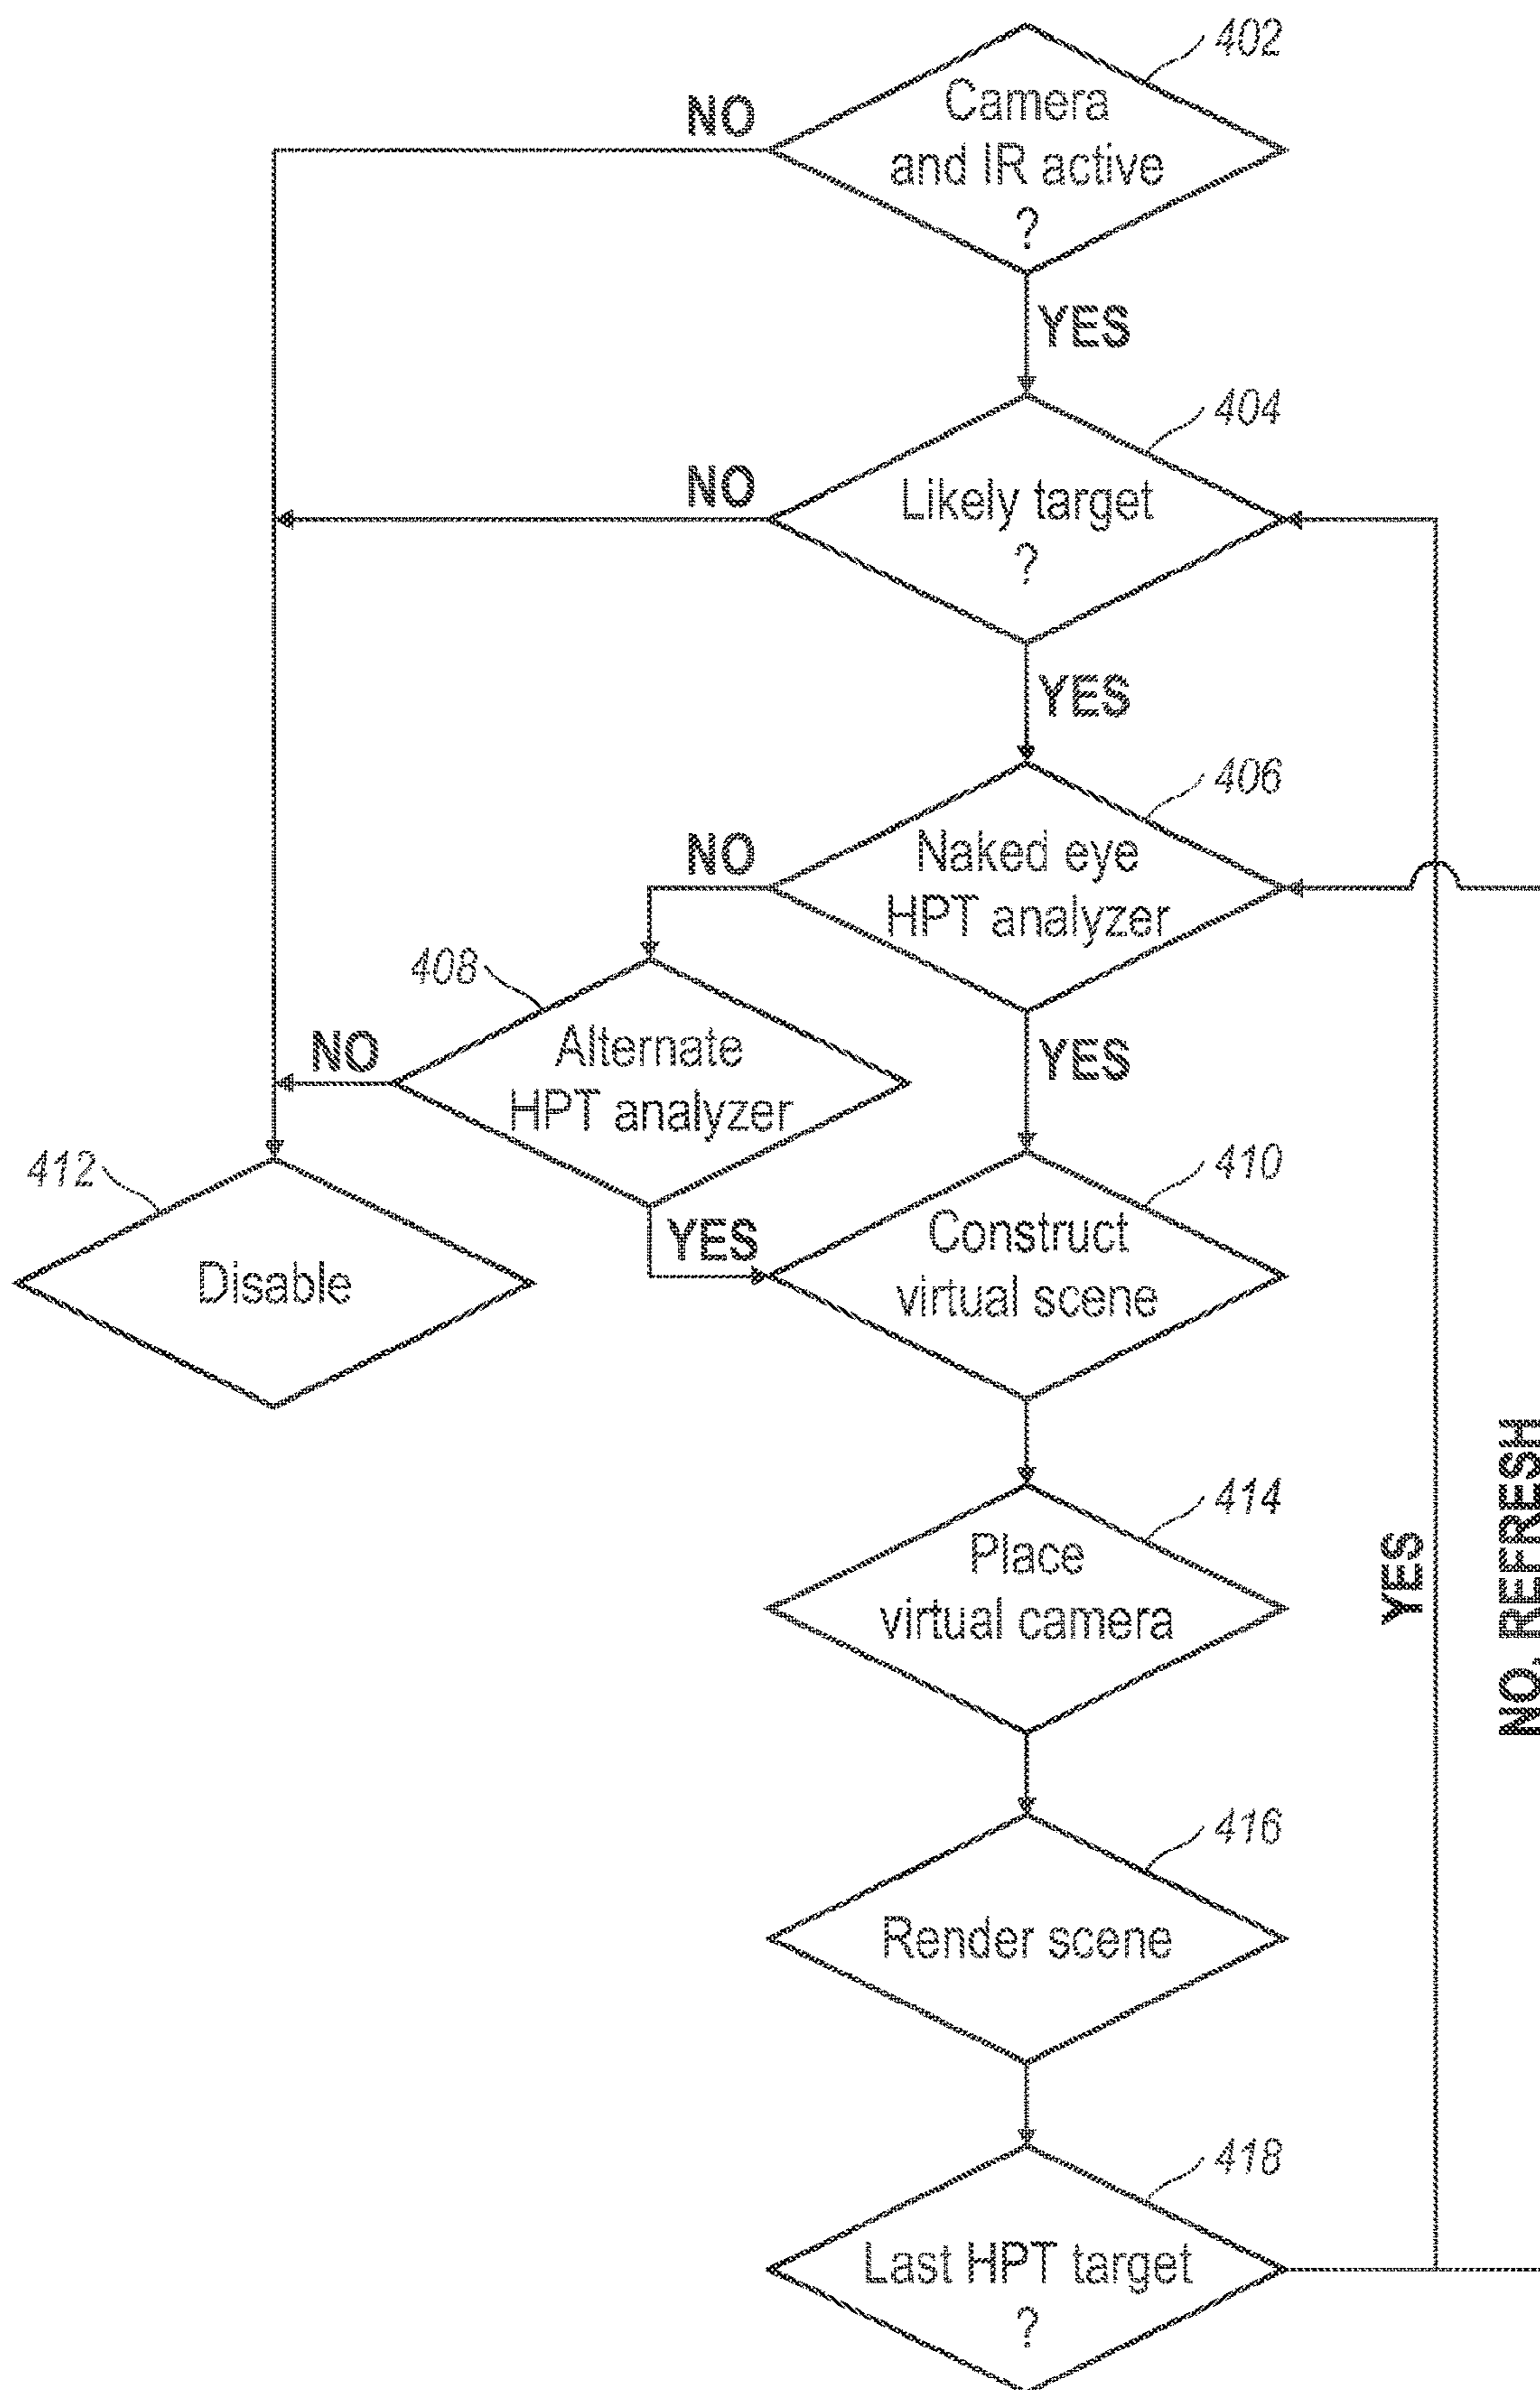 402
Camera
and IR active
?
NO
YES
404
Likely target
?
NO
YES
406
Naked eye
HPT analyzer
NO
YES
408
Alternate
HPT analyzer
NO
YES
410
Construct
virtual scene
412
Disable
414
Place
virtual camera
416
Render scene
418
Last HPT target
?
YES
NO, REFRESH